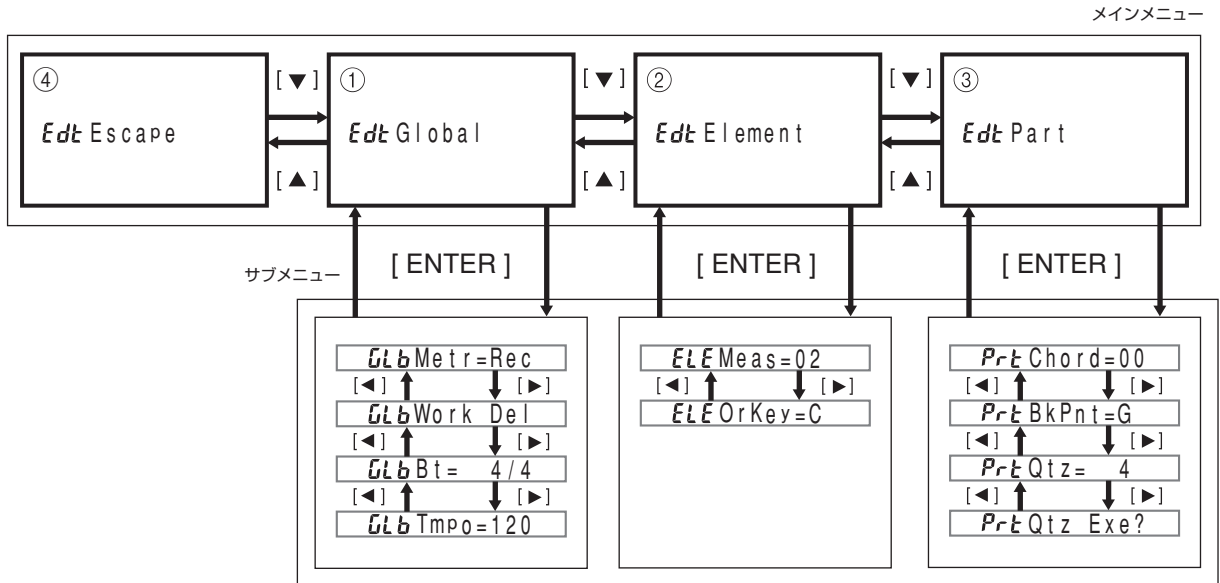 メインメニュー
④ [▼] ① [▼] ② [▼] ③
Edt Escape Edt Global Edt Element Edt Part
[▲] [▲] [▲]
サブメニュー [ ENTER ] [ ENTER ] [ ENTER ]
GLb Metr=Rec
[◄] [►]
GLb Work Del
[◄] [►]
GLb Bt= 4/4
[◄] [►]
GLb Tmpo=120
ELE Meas=02
[◄] [►]
ELE OrKey=C
Prt Chord=00
[◄] [►]
Prt BkPnt=G
[◄] [►]
Prt Qtz= 4
[◄] [►]
Prt Qtz Exe?